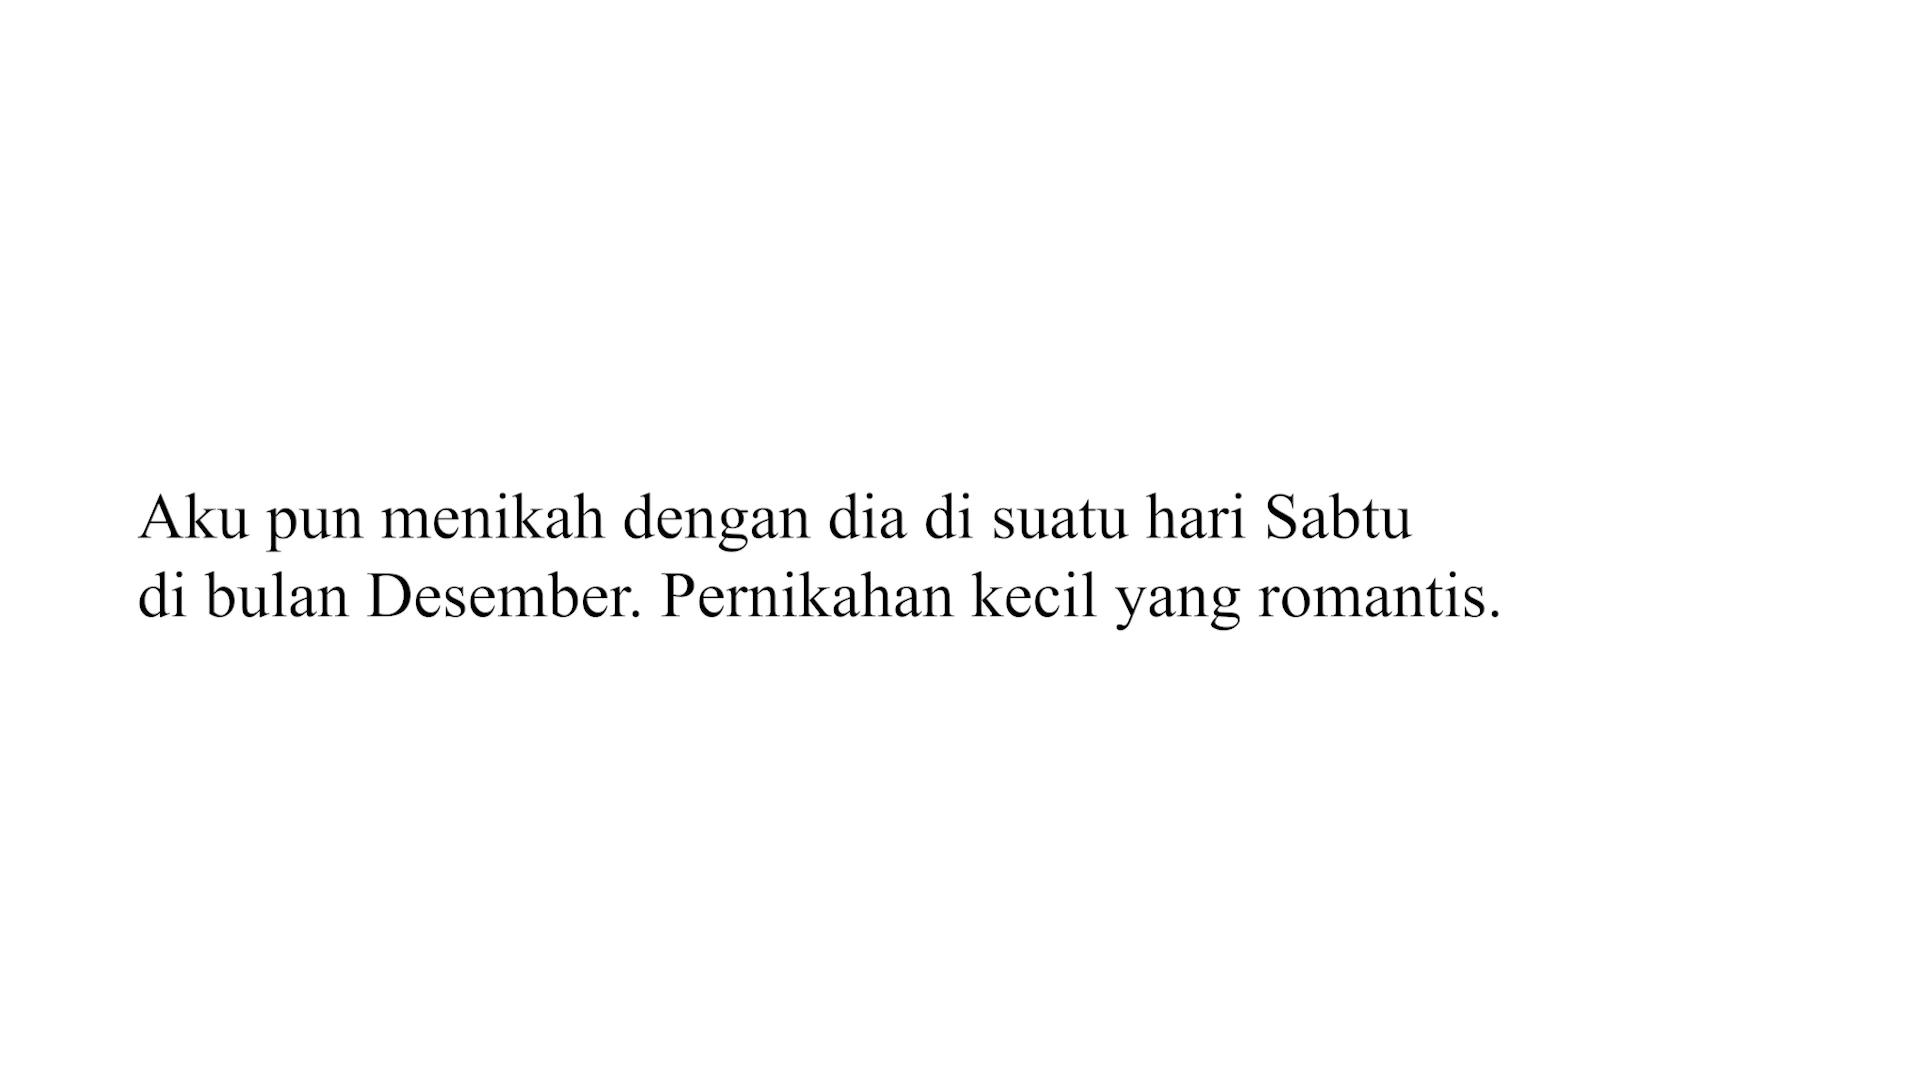 Aku pun menikah dengan dia di suatu hari Sabtu
di bulan Desember. Pernikahan kecil yang romantis.